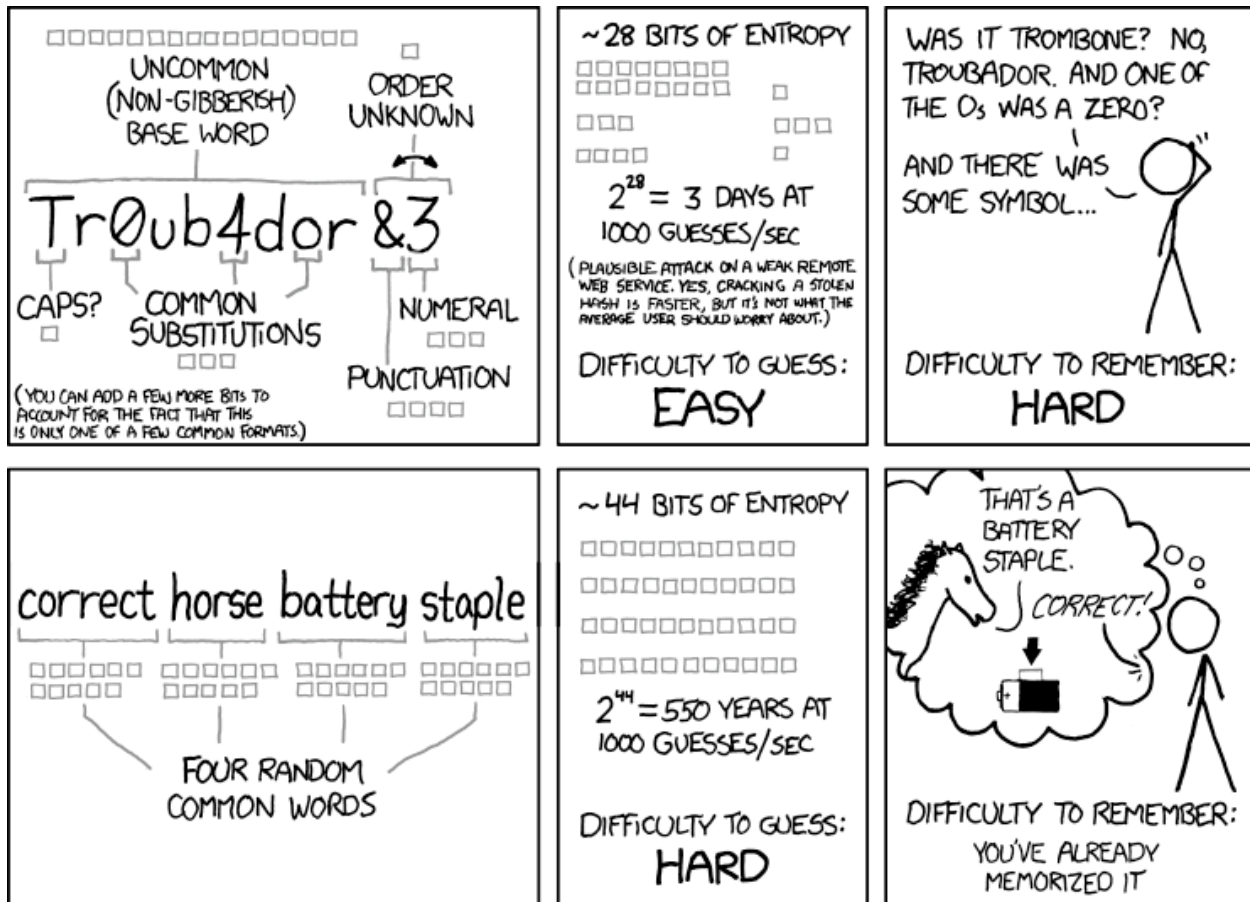 UNCOMMON
(NON-GIBBERISH)
BASE WORD
ORDER
UNKNOWN
Tr0ub4dor &3
CAPS?
COMMON
SUBSTITUTIONS
NUMERAL
PUNCTUATION
(YOU CAN ADD A FEW MORE BITS TO
ACCOUNT FOR THE FACT THAT THIS
IS ONLY ONE OF A FEW COMMON FORMATS.)
~28 BITS OF ENTROPY
2^28 = 3 DAYS AT
1000 GUESSES/SEC
(PLAUSIBLE ATTACK ON A WEAK REMOTE
WEB SERVICE. YES, CRACKING A STOLEN
HASH IS FASTER, BUT IT'S NOT WHAT THE
AVERAGE USER SHOULD WORRY ABOUT.)
DIFFICULTY TO GUESS:
EASY
WAS IT TROMBONE? NO,
TROUBADOR. AND ONE OF
THE Os WAS A ZERO?
AND THERE WAS
SOME SYMBOL...
DIFFICULTY TO REMEMBER:
HARD
correct horse battery staple
FOUR RANDOM
COMMON WORDS
~44 BITS OF ENTROPY
2^44 = 550 YEARS AT
1000 GUESSES/SEC
DIFFICULTY TO GUESS:
HARD
THAT'S A
BATTERY
STAPLE.
CORRECT!
+
DIFFICULTY TO REMEMBER:
YOU'VE ALREADY
MEMORIZED IT